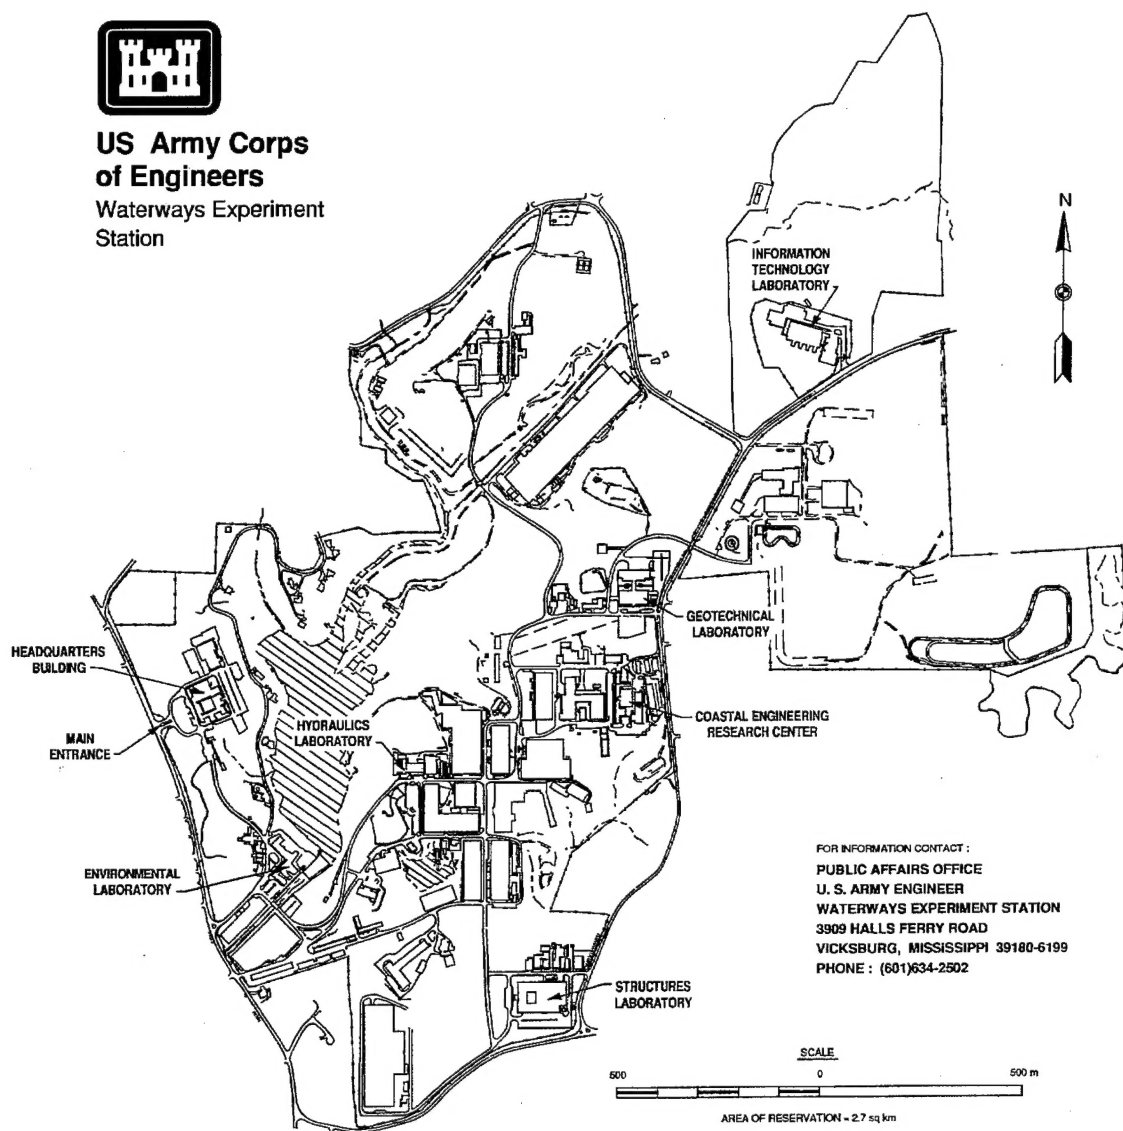 US Army Corps
of Engineers
Waterways Experiment
Station
N
INFORMATION
TECHNOLOGY
LABORATORY
GEOTECHNICAL
LABORATORY
HEADQUARTERS
BUILDING
MAIN
ENTRANCE
HYDRAULICS
LABORATORY
COASTAL ENGINEERING
RESEARCH CENTER
ENVIRONMENTAL
LABORATORY
FOR INFORMATION CONTACT :
PUBLIC AFFAIRS OFFICE
U. S. ARMY ENGINEER
WATERWAYS EXPERIMENT STATION
3909 HALLS FERRY ROAD
VICKSBURG, MISSISSIPPI 39180-6199
PHONE : (601)634-2502
STRUCTURES
LABORATORY
SCALE
500 0 500 m
AREA OF RESERVATION = 2.7 sq km